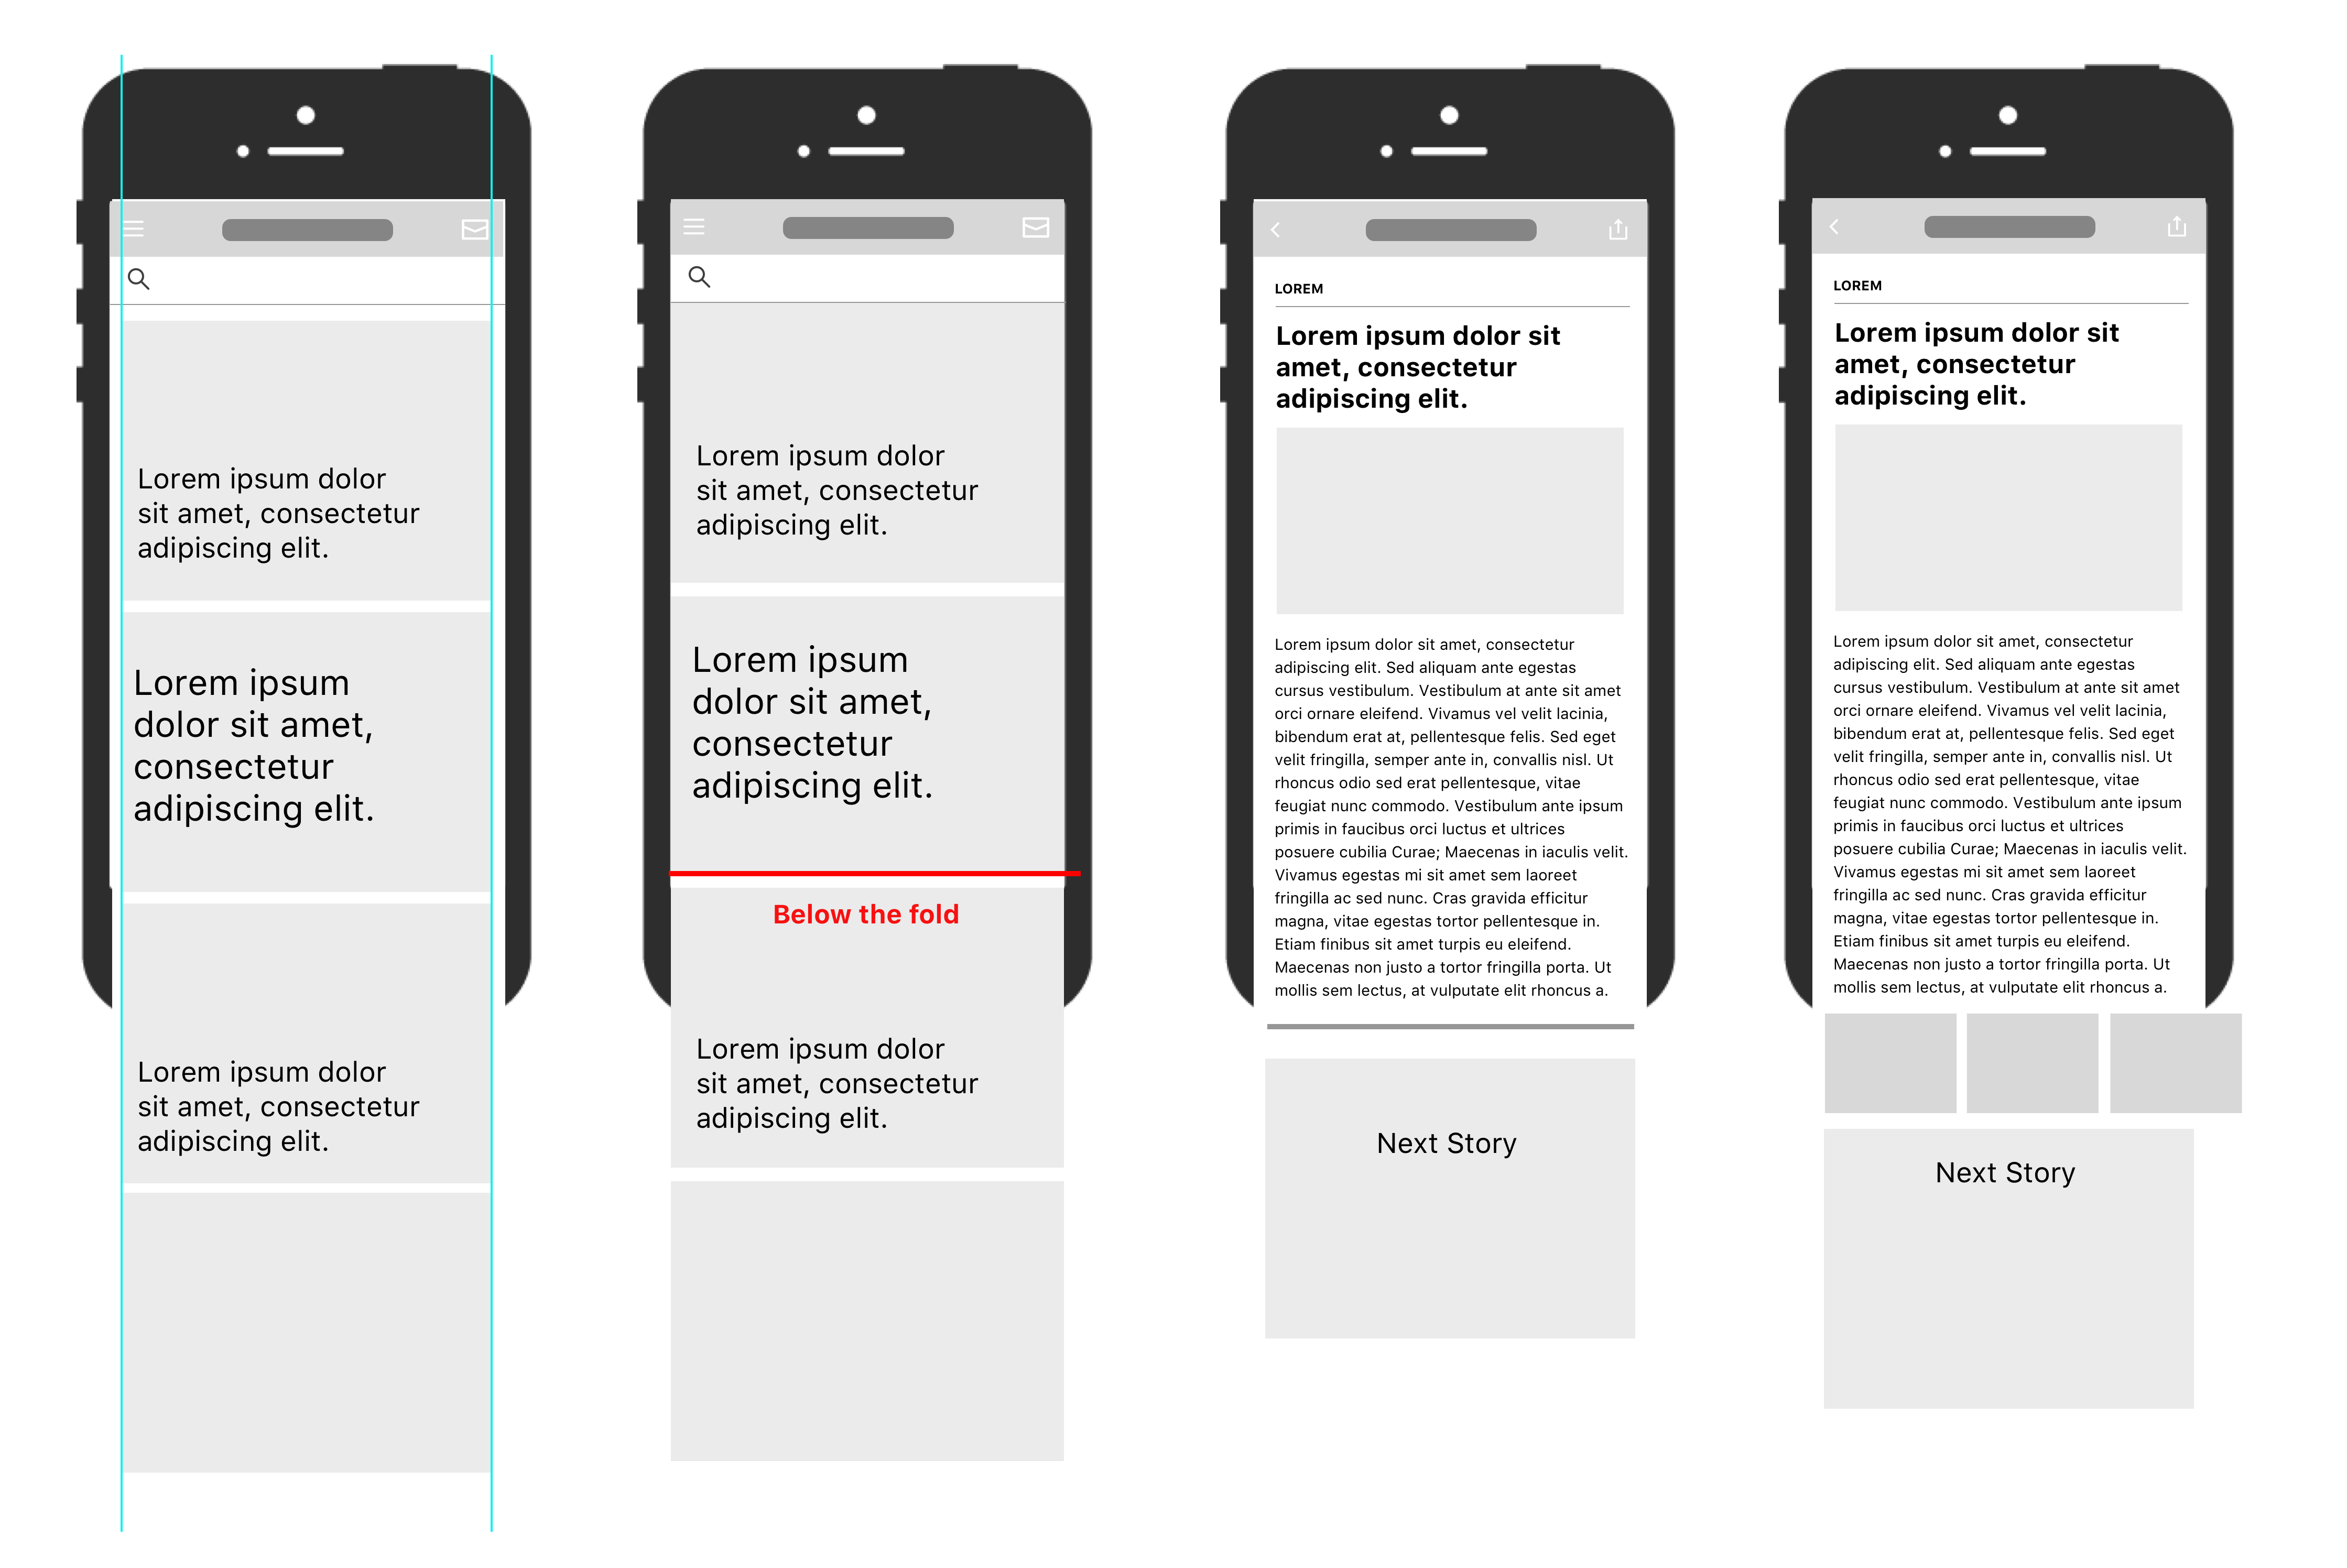 Lorem ipsum dolor
sit amet, consectetur
adipiscing elit.
Lorem ipsum
dolor sit amet,
consectetur
adipiscing elit.
Lorem ipsum dolor
sit amet, consectetur
adipiscing elit.
Lorem ipsum dolor
sit amet, consectetur
adipiscing elit.
Lorem ipsum
dolor sit amet,
consectetur
adipiscing elit.
Below the fold
Lorem ipsum dolor
sit amet, consectetur
adipiscing elit.
LOREM
Lorem ipsum dolor sit
amet, consectetur
adipiscing elit.
Lorem ipsum dolor sit amet, consectetur
adipiscing elit. Sed aliquam ante egestas
cursus vestibulum. Vestibulum at ante sit amet
orci ornare eleifend. Vivamus vel velit lacinia,
bibendum erat at, pellentesque felis. Sed eget
velit fringilla, semper ante in, convallis nisl. Ut
rhoncus odio sed erat pellentesque, vitae
feugiat nunc commodo. Vestibulum ante ipsum
primis in faucibus orci luctus et ultrices
posuere cubilia Curae; Maecenas in iaculis velit.
Vivamus egestas mi sit amet sem laoreet
fringilla ac sed nunc. Cras gravida efficitur
magna, vitae egestas tortor pellentesque in.
Etiam finibus sit amet turpis eu eleifend.
Maecenas non justo a tortor fringilla porta. Ut
mollis sem lectus, at vulputate elit rhoncus a.
Next Story
LOREM
Lorem ipsum dolor sit
amet, consectetur
adipiscing elit.
Lorem ipsum dolor sit amet, consectetur
adipiscing elit. Sed aliquam ante egestas
cursus vestibulum. Vestibulum at ante sit amet
orci ornare eleifend. Vivamus vel velit lacinia,
bibendum erat at, pellentesque felis. Sed eget
velit fringilla, semper ante in, convallis nisl. Ut
rhoncus odio sed erat pellentesque, vitae
feugiat nunc commodo. Vestibulum ante ipsum
primis in faucibus orci luctus et ultrices
posuere cubilia Curae; Maecenas in iaculis velit.
Vivamus egestas mi sit amet sem laoreet
fringilla ac sed nunc. Cras gravida efficitur
magna, vitae egestas tortor pellentesque in.
Etiam finibus sit amet turpis eu eleifend.
Maecenas non justo a tortor fringilla porta. Ut
mollis sem lectus, at vulputate elit rhoncus a.
Next Story